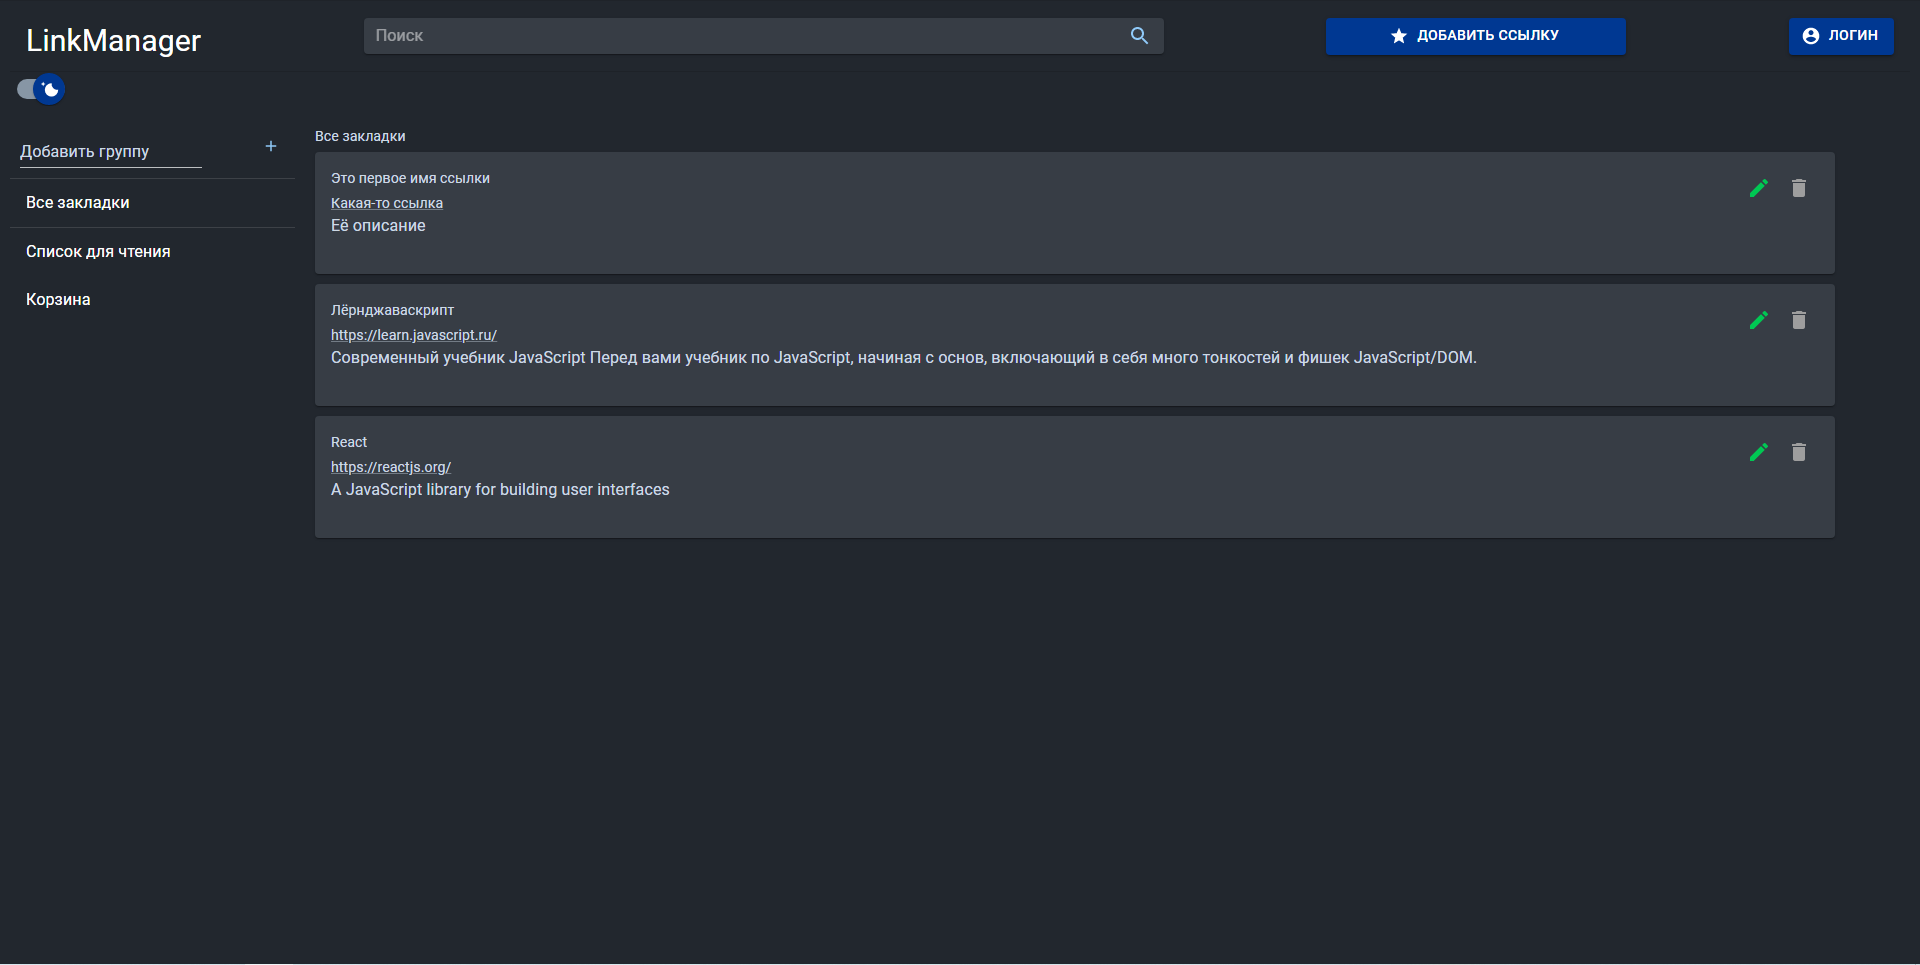 LinkManager
Поиск
ДОБАВИТЬ ССЫЛКУ
ЛОГИН
Добавить группу
+
Все закладки
Список для чтения
Корзина
Все закладки
Это первое имя ссылки
Какая-то ссылка
Её описание
Лёрнджаваскрипт
https://learn.javascript.ru/
Современный учебник JavaScript Перед вами учебник по JavaScript, начиная с основ, включающий в себя много тонкостей и фишек JavaScript/DOM.
React
https://reactjs.org/
A JavaScript library for building user interfaces